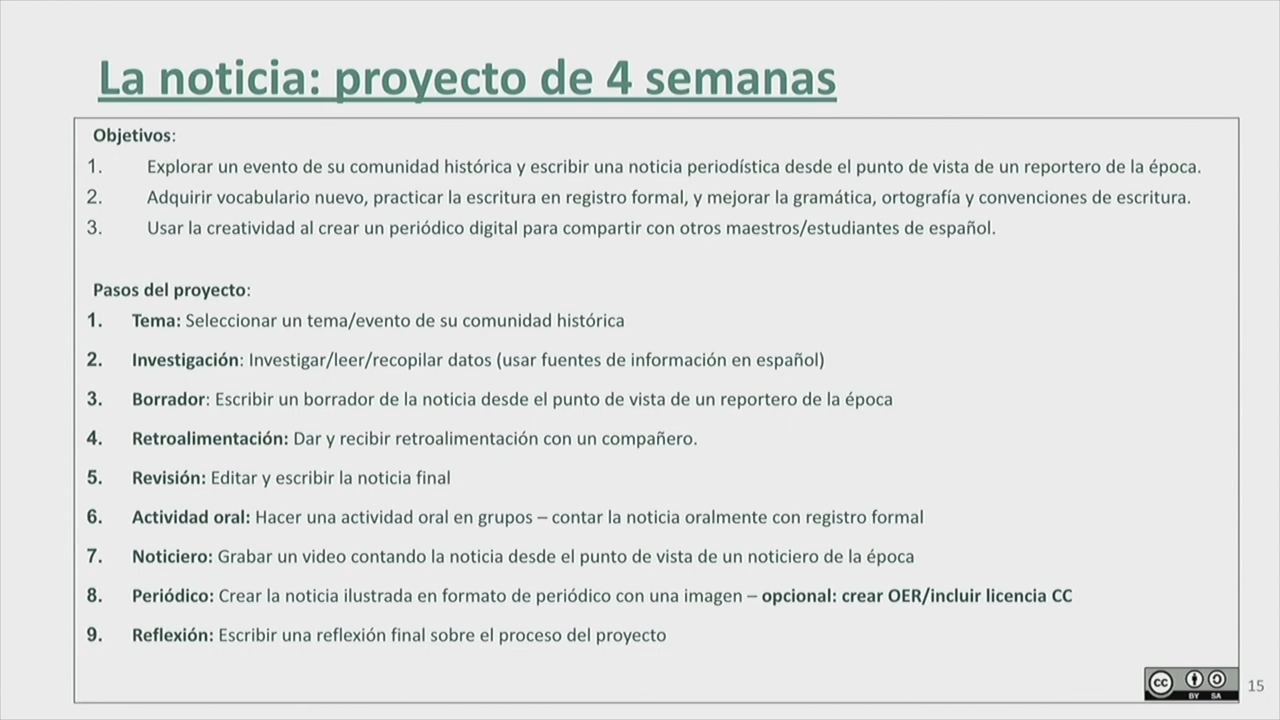 La noticia: proyecto de 4 semanas
Objetivos:
1. Explorar un evento de su comunidad histórica y escribir una noticia periodística desde el punto de vista de un reportero de la época.
2. Adquirir vocabulario nuevo, practicar la escritura en registro formal, y mejorar la gramática, ortografía y convenciones de escritura.
3. Usar la creatividad al crear un periódico digital para compartir con otros maestros/estudiantes de español.
Pasos del proyecto:
1. Tema: Seleccionar un tema/evento de su comunidad histórica
2. Investigación: Investigar/leer/recopilar datos (usar fuentes de información en español)
3. Borrador: Escribir un borrador de la noticia desde el punto de vista de un reportero de la época
4. Retroalimentación: Dar y recibir retroalimentación con un compañero.
5. Revisión: Editar y escribir la noticia final
6. Actividad oral: Hacer una actividad oral en grupos – contar la noticia oralmente con registro formal
7. Noticiero: Grabar un video contando la noticia desde el punto de vista de un noticiero de la época
8. Periódico: Crear la noticia ilustrada en formato de periódico con una imagen – opcional: crear OER/incluir licencia CC
9. Reflexión: Escribir una reflexión final sobre el proceso del proyecto
cc BY SA
15